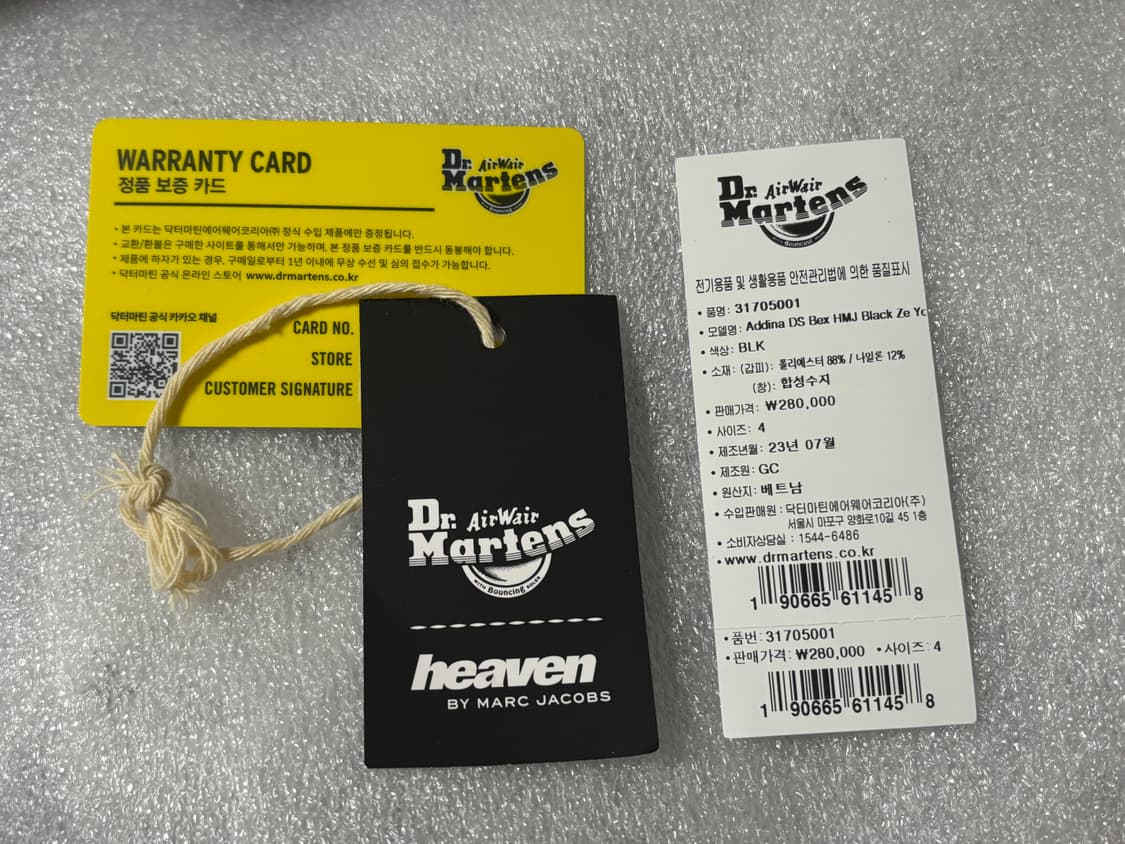 WARRANTY CARD
정품 보증 카드
Dr. AirWair
Martens
• 본 카드는 닥터마틴에어웨어코리아㈜ 정식 수입 제품에만 증정됩니다.
• 교환/환불은 구매한 사이트를 통해서만 가능하며, 본 정품 보증 카드를 반드시 동봉해야 합니다.
• 제품에 하자가 있는 경우, 구매일로부터 1년 이내에 무상 수선 및 심의 접수가 가능합니다.
• 닥터마틴 공식 온라인 스토어 www.drmartens.co.kr
닥터마틴 공식 카카오 채널
CARD NO.
STORE
CUSTOMER SIGNATURE
Dr. AirWair
Martens
WITH Bouncing SOLES
heaven
BY MARC JACOBS
Dr. AirWair
Martens
Bouncing
전기용품 및 생활용품 안전관리법에 의한 품질표시
• 품명: 31705001
• 모델명: Addina DS Bex HMJ Black Ze Yc
• 색상: BLK
• 소재: (갑피): 폴리에스터 88% / 나일론 12%
(창): 합성수지
• 판매가격: ₩280,000
• 사이즈: 4
• 제조년월: 23년 07월
• 제조원: GC
• 원산지: 베트남
• 수입판매원 : 닥터마틴에어웨어코리아(주)
서울시 마포구 양화로10길 45 1층
• 소비자상담실 : 1544-6486
• www.drmartens.co.kr
1 90665 61145 8
• 품번: 31705001
• 판매가격: ₩280,000 • 사이즈: 4
1 90665 61145 8